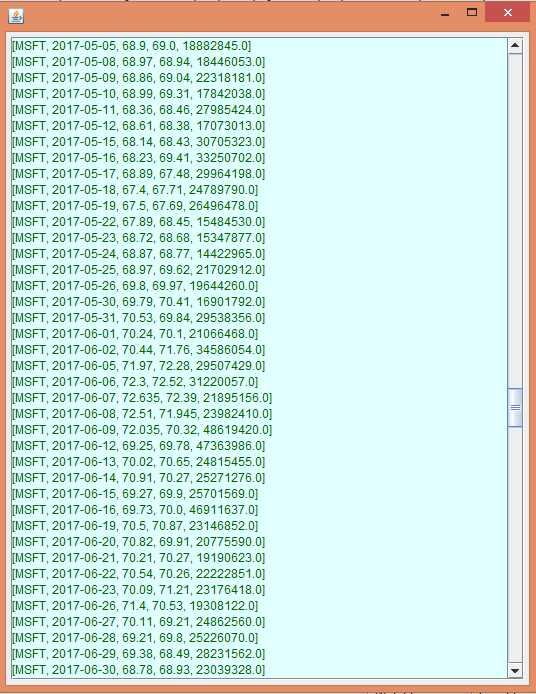 [MSFT, 2017-05-05, 68.9, 69.0, 18882845.0]
[MSFT, 2017-05-08, 68.97, 68.94, 18446053.0]
[MSFT, 2017-05-09, 68.86, 69.04, 22318181.0]
[MSFT, 2017-05-10, 68.99, 69.31, 17842038.0]
[MSFT, 2017-05-11, 68.36, 68.46, 27985424.0]
[MSFT, 2017-05-12, 68.61, 68.38, 17073013.0]
[MSFT, 2017-05-15, 68.14, 68.43, 30705323.0]
[MSFT, 2017-05-16, 68.23, 69.41, 33250702.0]
[MSFT, 2017-05-17, 68.89, 67.48, 29964198.0]
[MSFT, 2017-05-18, 67.4, 67.71, 24789790.0]
[MSFT, 2017-05-19, 67.5, 67.69, 26496478.0]
[MSFT, 2017-05-22, 67.89, 68.45, 15484530.0]
[MSFT, 2017-05-23, 68.72, 68.68, 15347877.0]
[MSFT, 2017-05-24, 68.87, 68.77, 14422965.0]
[MSFT, 2017-05-25, 68.97, 69.62, 21702912.0]
[MSFT, 2017-05-26, 69.8, 69.97, 19644260.0]
[MSFT, 2017-05-30, 69.79, 70.41, 16901792.0]
[MSFT, 2017-05-31, 70.53, 69.84, 29538356.0]
[MSFT, 2017-06-01, 70.24, 70.1, 21066468.0]
[MSFT, 2017-06-02, 70.44, 71.76, 34586054.0]
[MSFT, 2017-06-05, 71.97, 72.28, 29507429.0]
[MSFT, 2017-06-06, 72.3, 72.52, 31220057.0]
[MSFT, 2017-06-07, 72.635, 72.39, 21895156.0]
[MSFT, 2017-06-08, 72.51, 71.945, 23982410.0]
[MSFT, 2017-06-09, 72.035, 70.32, 48619420.0]
[MSFT, 2017-06-12, 69.25, 69.78, 47363986.0]
[MSFT, 2017-06-13, 70.02, 70.65, 24815455.0]
[MSFT, 2017-06-14, 70.91, 70.27, 25271276.0]
[MSFT, 2017-06-15, 69.27, 69.9, 25701569.0]
[MSFT, 2017-06-16, 69.73, 70.0, 46911637.0]
[MSFT, 2017-06-19, 70.5, 70.87, 23146852.0]
[MSFT, 2017-06-20, 70.82, 69.91, 20775590.0]
[MSFT, 2017-06-21, 70.21, 70.27, 19190623.0]
[MSFT, 2017-06-22, 70.54, 70.26, 22222851.0]
[MSFT, 2017-06-23, 70.09, 71.21, 23176418.0]
[MSFT, 2017-06-26, 71.4, 70.53, 19308122.0]
[MSFT, 2017-06-27, 70.11, 69.21, 24862560.0]
[MSFT, 2017-06-28, 69.21, 69.8, 25226070.0]
[MSFT, 2017-06-29, 69.38, 68.49, 28231562.0]
[MSFT, 2017-06-30, 68.78, 68.93, 23039328.0]